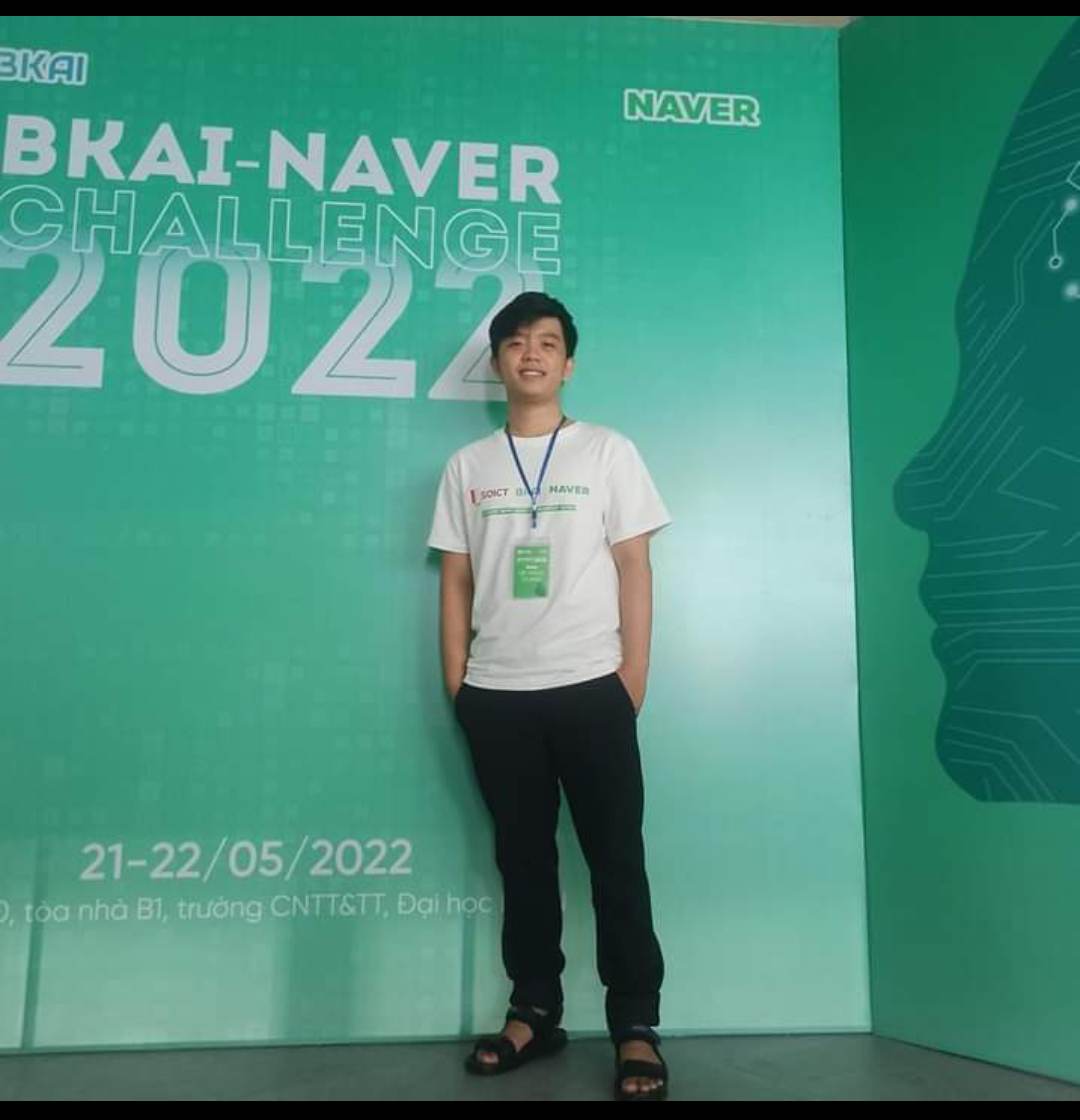 BKAI
NAVER
BKAI-NAVER
CHALLENGE
2022
SOICT BKAI NAVER
21-22/05/2022
tòa nhà B1, trường CNTT&TT, Đại học